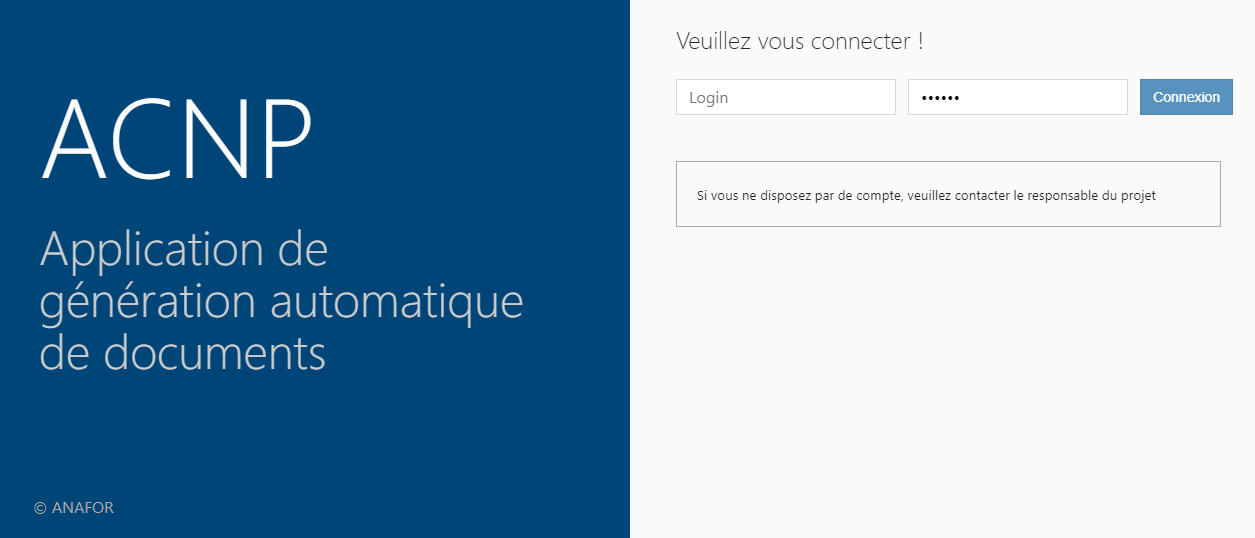 ACNP
Application de
génération automatique
de documents
© ANAFOR
Veuillez vous connecter !
Login
••••••
Connexion
Si vous ne disposez par de compte, veuillez contacter le responsable du projet